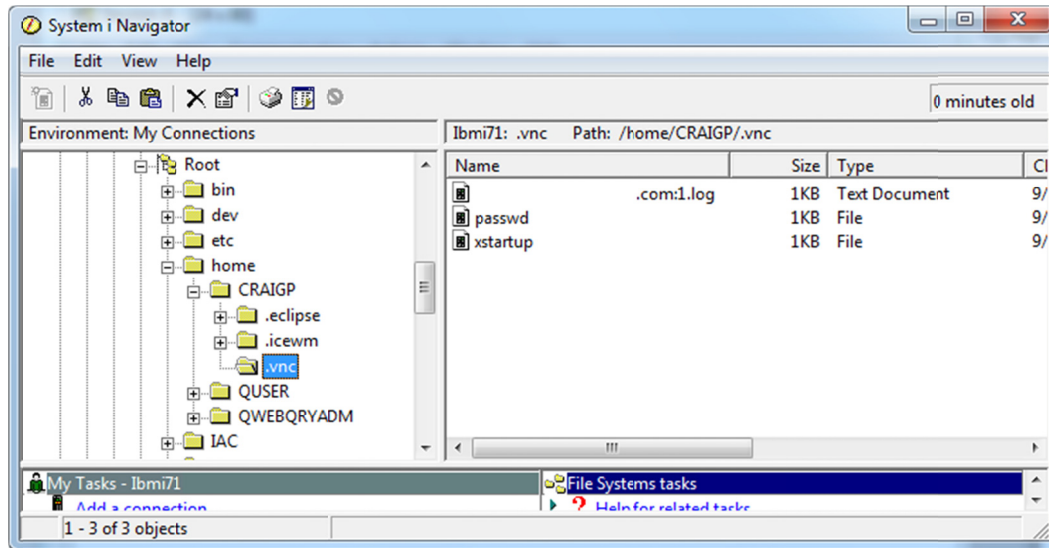 System i Navigator
File Edit View Help
0 minutes old
Environment: My Connections
Ibmi71: .vnc Path: /home/CRAIGP/.vnc
Root
bin
dev
etc
home
CRAIGP
.eclipse
.icewm
.vnc
QUSER
QWEBQRYADM
IAC
Name Size Type
.com:1.log 1KB Text Document 9/
passwd 1KB File 9/
xstartup 1KB File 9/
My Tasks - Ibmi71
Add a connection
File Systems tasks
? Help for related tasks
1 - 3 of 3 objects